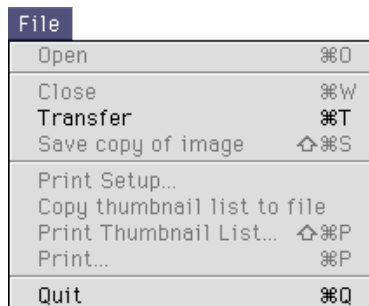 File
Open ⌘O
Close ⌘W
Transfer ⌘T
Save copy of image ⇧⌘S
Print Setup...
Copy thumbnail list to file
Print Thumbnail List... ⇧⌘P
Print... ⌘P
Quit ⌘Q